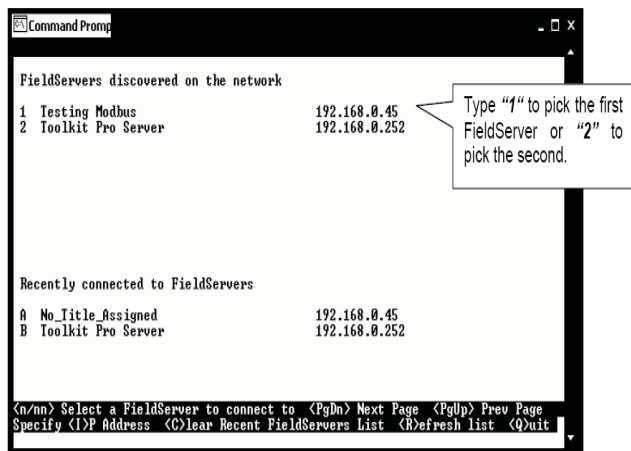 Command Promp
FieldServers discovered on the network
1 Testing Modbus 192.168.0.45
2 Toolkit Pro Server 192.168.0.252
Type "1" to pick the first
FieldServer or "2" to
pick the second.
Recently connected to FieldServers
A No_Title_Assigned 192.168.0.45
B Toolkit Pro Server 192.168.0.252
<n/nn> Select a FieldServer to connect to <PgDn> Next Page <PgUp> Prev Page
Specify <I>P Address <C>lear Recent FieldServers List <R>efresh list <Q>uit